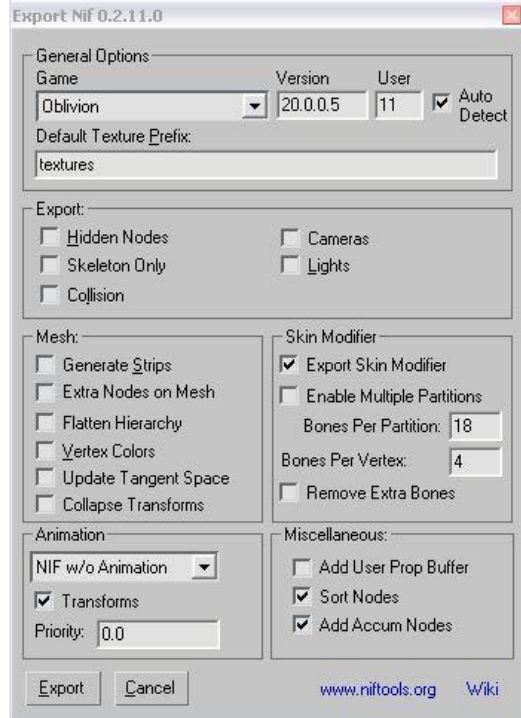 Export Nif 0.2.11.0
General Options
Game Version User
Oblivion 20.0.0.5 11 Auto Detect
Default Texture Prefix:
textures
Export:
Hidden Nodes Cameras
Skeleton Only Lights
Collision
Mesh:
Generate Strips
Extra Nodes on Mesh
Flatten Hierarchy
Vertex Colors
Update Tangent Space
Collapse Transforms
Skin Modifier
Export Skin Modifier
Enable Multiple Partitions
Bones Per Partition: 18
Bones Per Vertex: 4
Remove Extra Bones
Animation
NIF w/o Animation
Transforms
Priority: 0.0
Miscellaneous:
Add User Prop Buffer
Sort Nodes
Add Accum Nodes
Export Cancel www.niftools.org Wiki